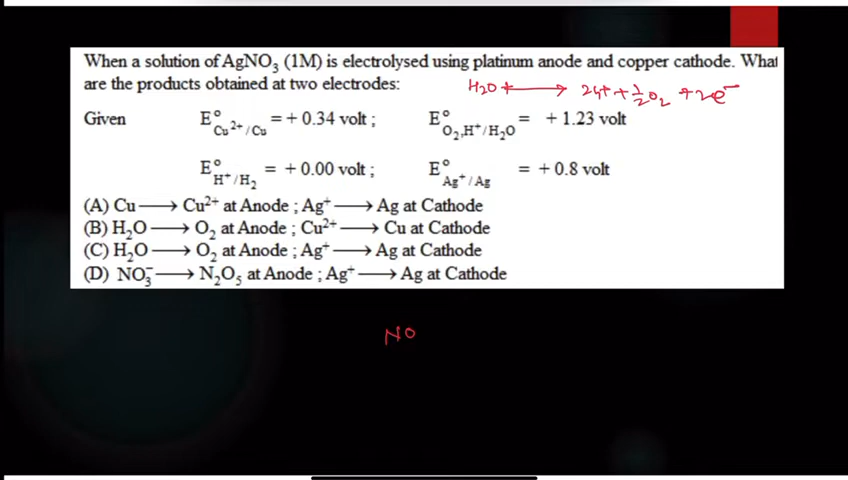 When a solution of AgNO₃ (1M) is electrolysed using platinum anode and copper cathode. What
are the products obtained at two electrodes:
H₂O ⟶ 2H⁺ + ½O₂ + 2e⁻
Given E°Cu²⁺/Cu = + 0.34 volt ; E°O₂,H⁺/H₂O = + 1.23 volt
E°H⁺/H₂ = + 0.00 volt ; E°Ag⁺/Ag = + 0.8 volt
(A) Cu ⟶ Cu²⁺ at Anode ; Ag⁺ ⟶ Ag at Cathode
(B) H₂O ⟶ O₂ at Anode ; Cu²⁺ ⟶ Cu at Cathode
(C) H₂O ⟶ O₂ at Anode ; Ag⁺ ⟶ Ag at Cathode
(D) NO₃⁻ ⟶ N₂O₅ at Anode ; Ag⁺ ⟶ Ag at Cathode
NO